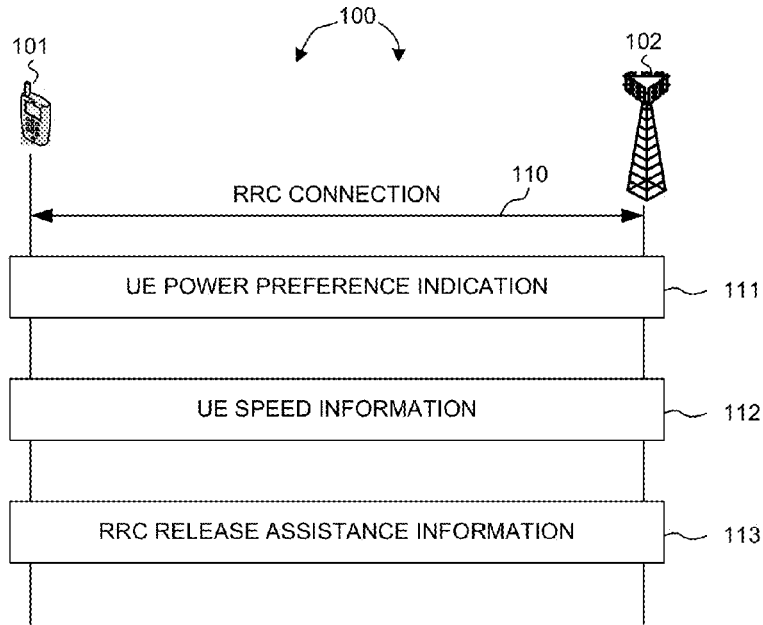 100
101
102
RRC CONNECTION
110
UE POWER PREFERENCE INDICATION
111
UE SPEED INFORMATION
112
RRC RELEASE ASSISTANCE INFORMATION
113